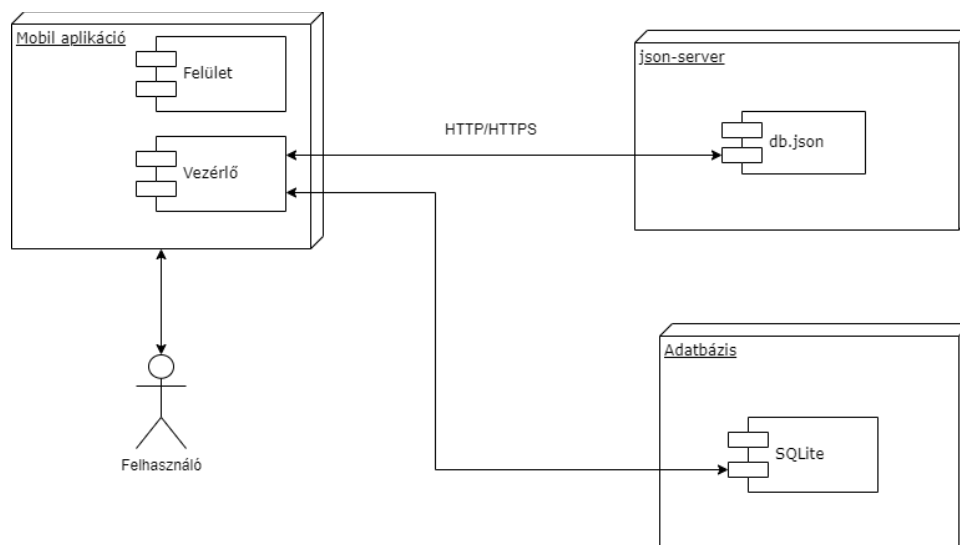 Mobil aplikáció
Felület
Vezérlő
HTTP/HTTPS
json-server
db.json
Felhasználó
Adatbázis
SQLite